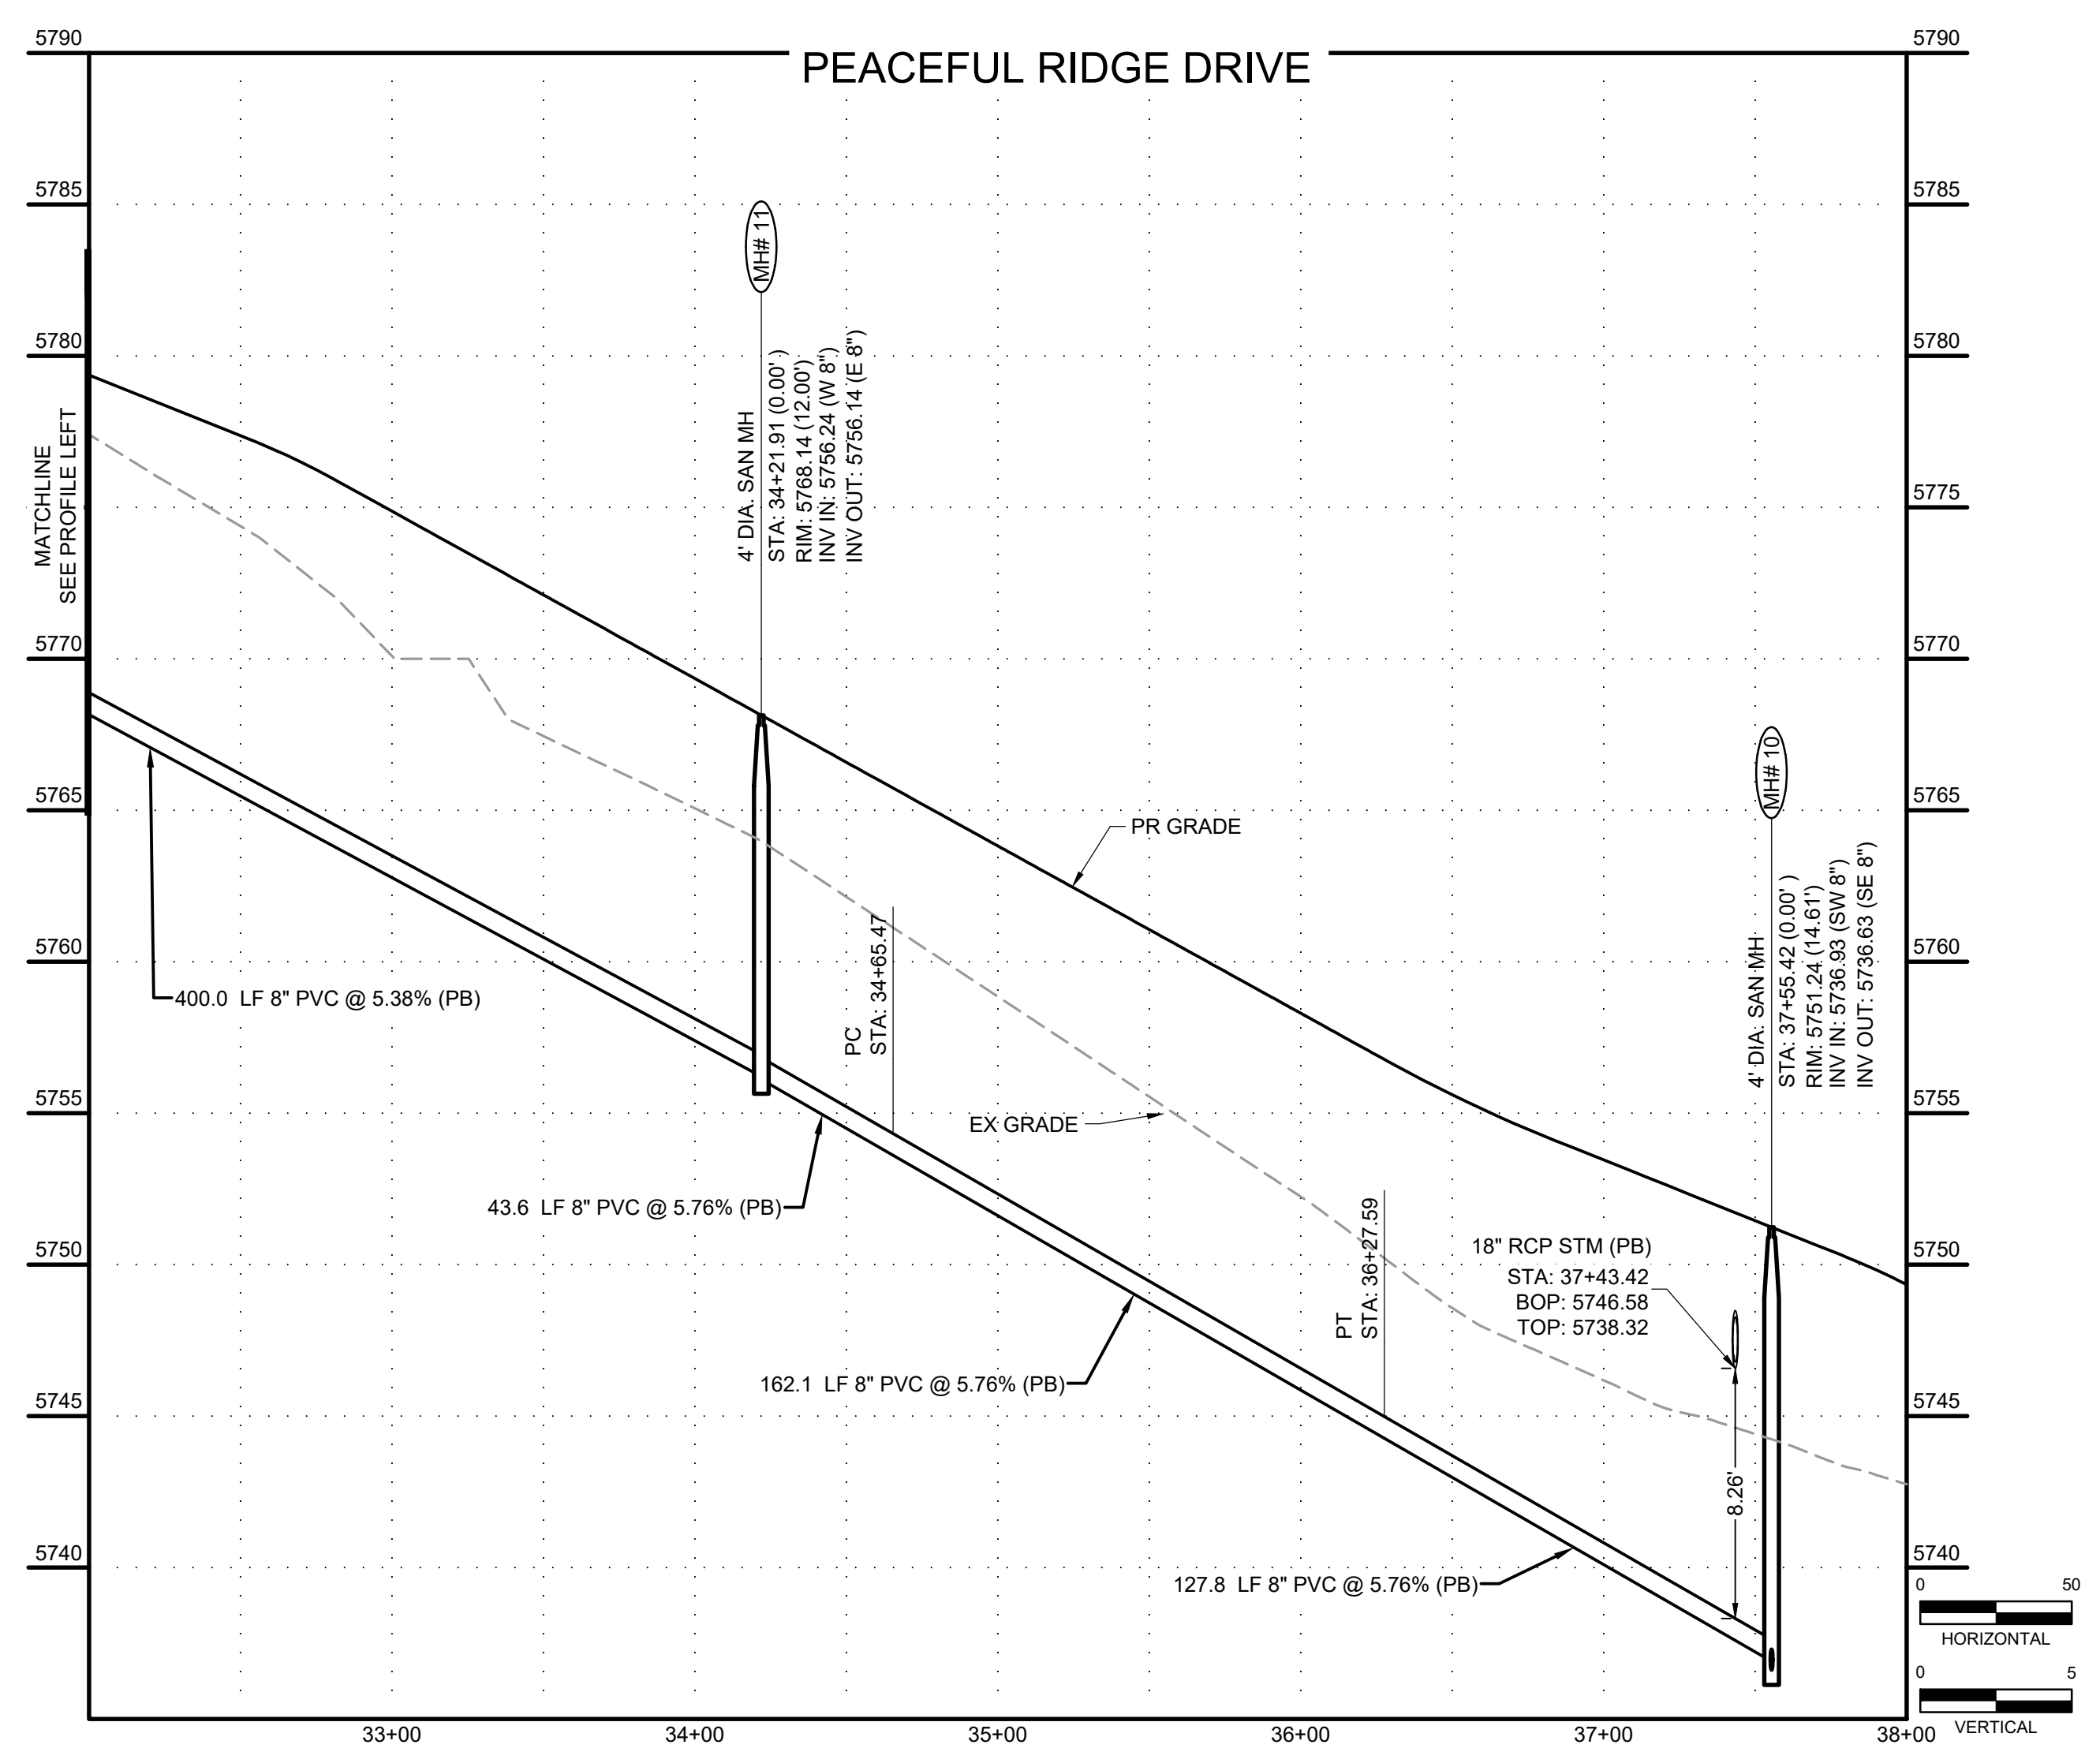 PEACEFUL RIDGE DRIVE
5790
5785
5780
5775
5770
5765
5760
5755
5750
5745
5740
5790
5785
5780
5770
5765
5760
5755
5750
5745
5740
MATCHLINE
SEE PROFILE LEFT
MH# 11
4' DIA. SAN MH
STA: 34+21.91 (0.00' )
RIM: 5768.14 (12.00')
INV IN: 5756.24 (W 8")
INV OUT: 5756.14 (E 8")
MH# 10
4' DIA. SAN MH
STA: 37+55.42 (0.00' )
RIM: 5751.24 (14.61')
INV IN: 5736.93 (SW 8")
INV OUT: 5736.63 (SE 8")
PR GRADE
EX GRADE
400.0 LF 8" PVC @ 5.38% (PB)
PC
STA: 34+65.47
43.6 LF 8" PVC @ 5.76% (PB)
PT
STA: 36+27.59
18" RCP STM (PB)
STA: 37+43.42
BOP: 5746.58
TOP: 5738.32
162.1 LF 8" PVC @ 5.76% (PB)
8.26'
127.8 LF 8" PVC @ 5.76% (PB)
0 50
HORIZONTAL
0 5
VERTICAL
33+00
34+00
35+00
36+00
37+00
38+00